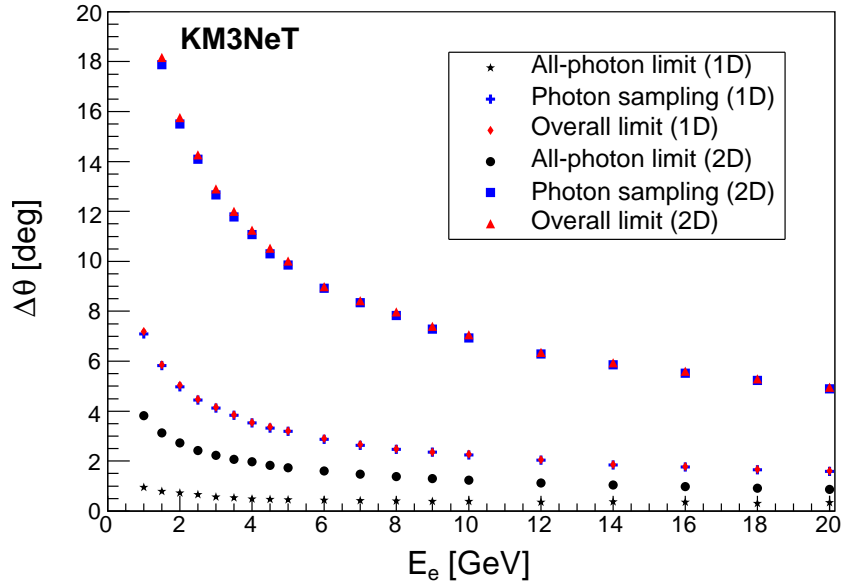 KM3NeT
All-photon limit (1D)
Photon sampling (1D)
Overall limit (1D)
All-photon limit (2D)
Photon sampling (2D)
Overall limit (2D)
Δθ [deg]
20
18
16
14
12
10
8
6
4
2
0
0 2 4 6 8 10 12 14 16 18 20
E_e [GeV]